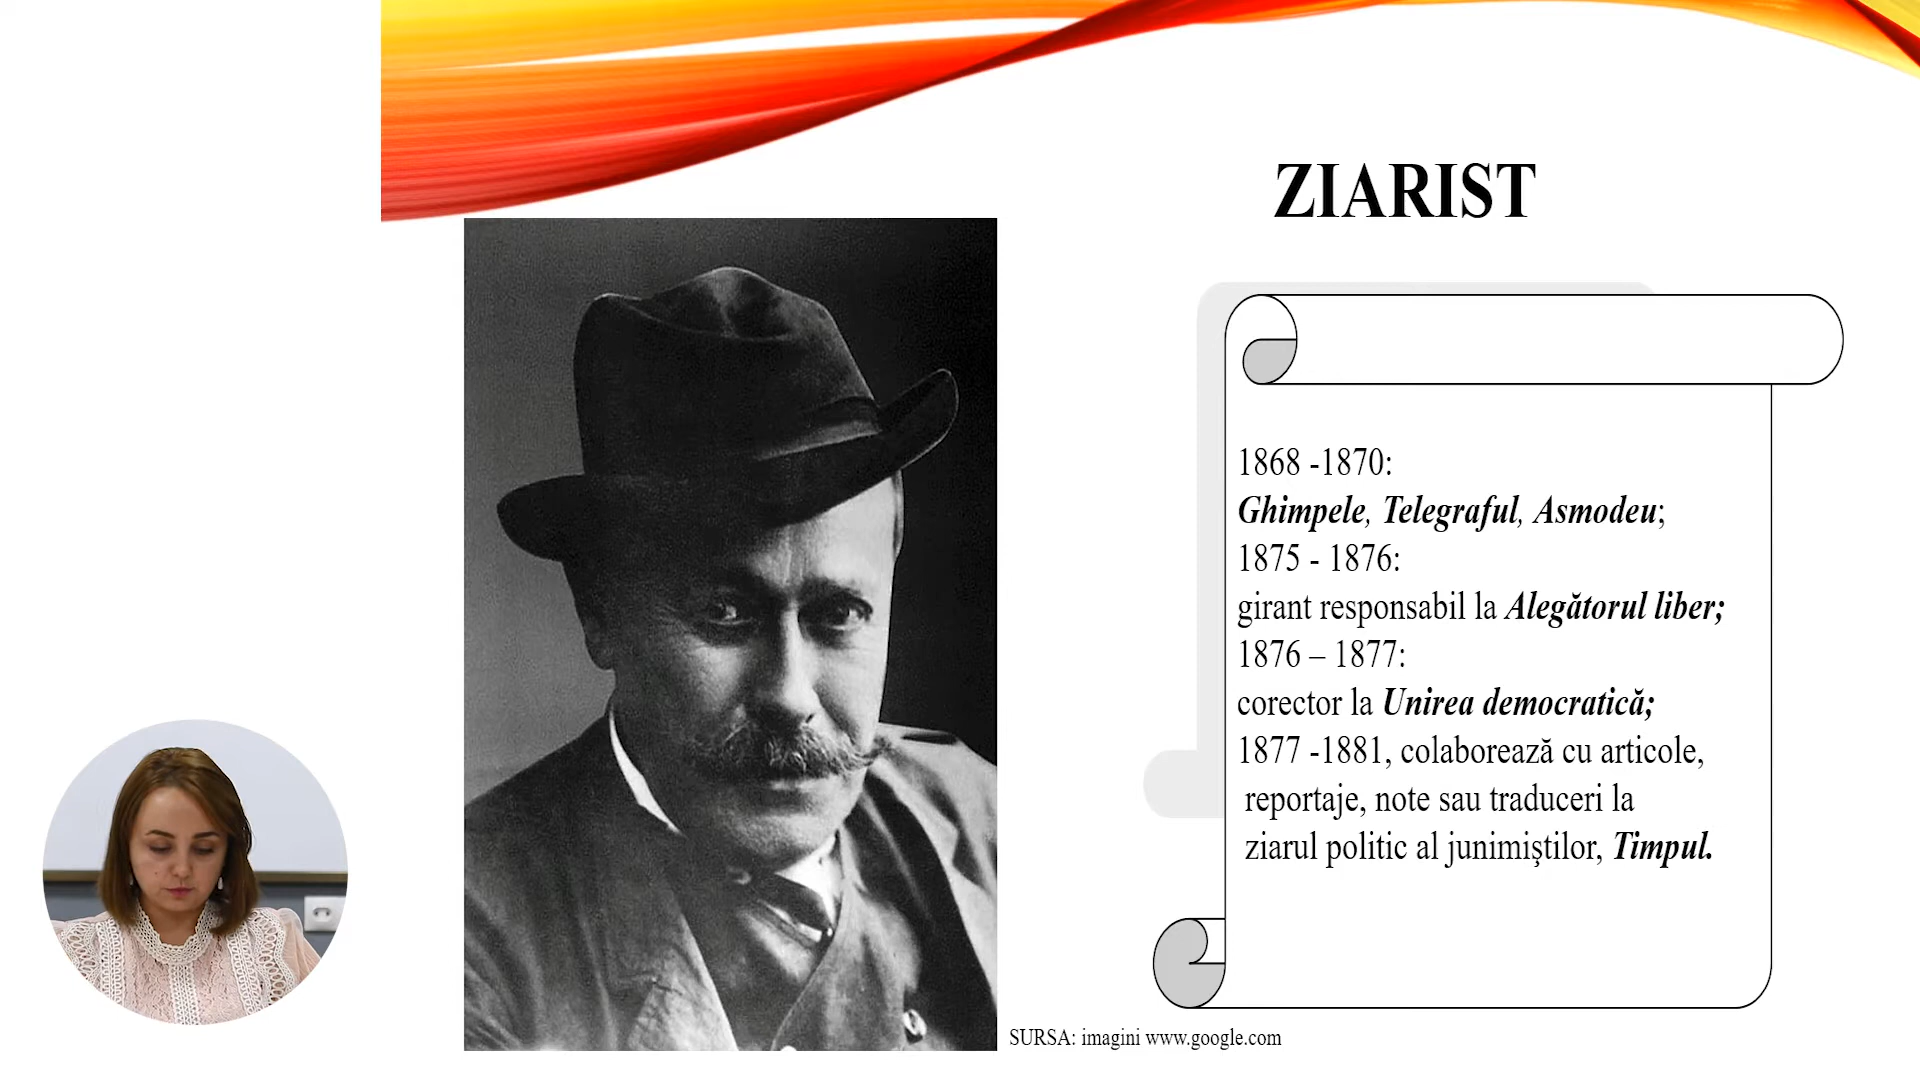 ZIARIST
1868 -1870:
Ghimpele, Telegraful, Asmodeu;
1875 - 1876:
girant responsabil la Alegătorul liber;
1876 – 1877:
corector la Unirea democratică;
1877 -1881, colaborează cu articole,
reportaje, note sau traduceri la
ziarul politic al junimiştilor, Timpul.
SURSA: imagini www.google.com